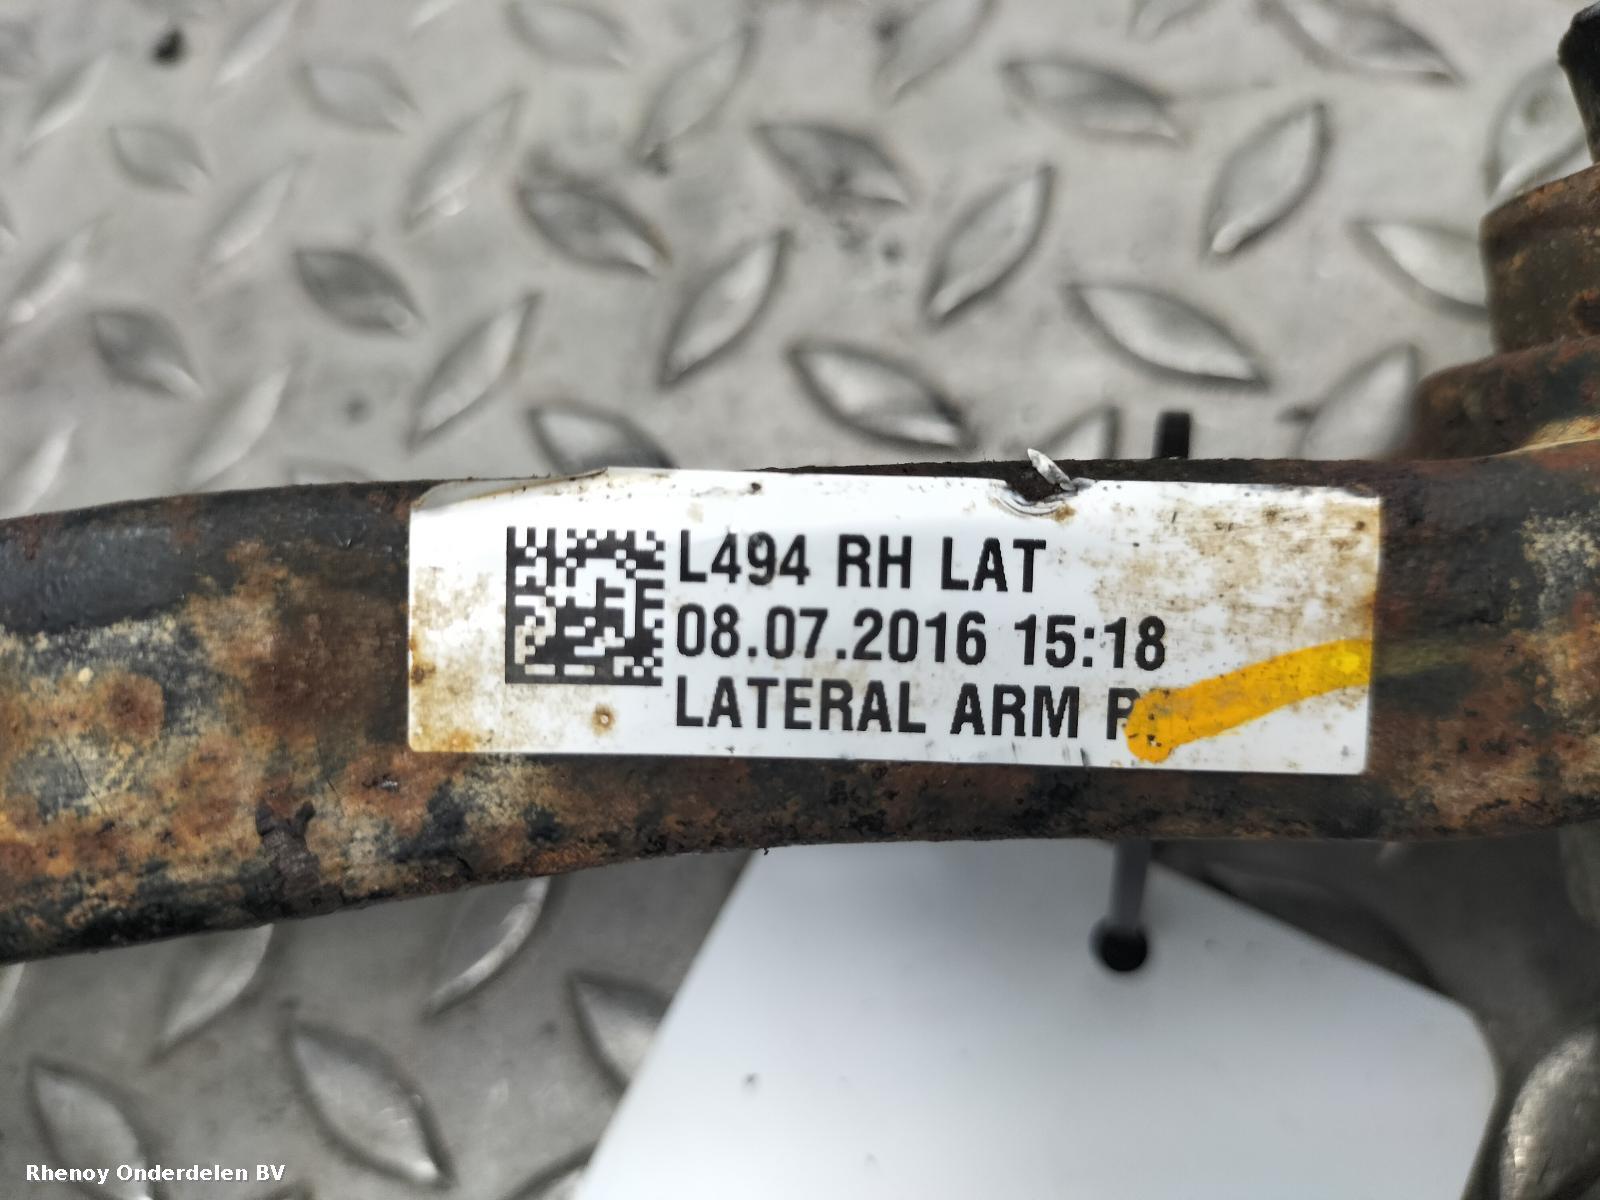 L494 RH LAT
08.07.2016 15:18
LATERAL ARM
Rhenoy Onderdelen BV